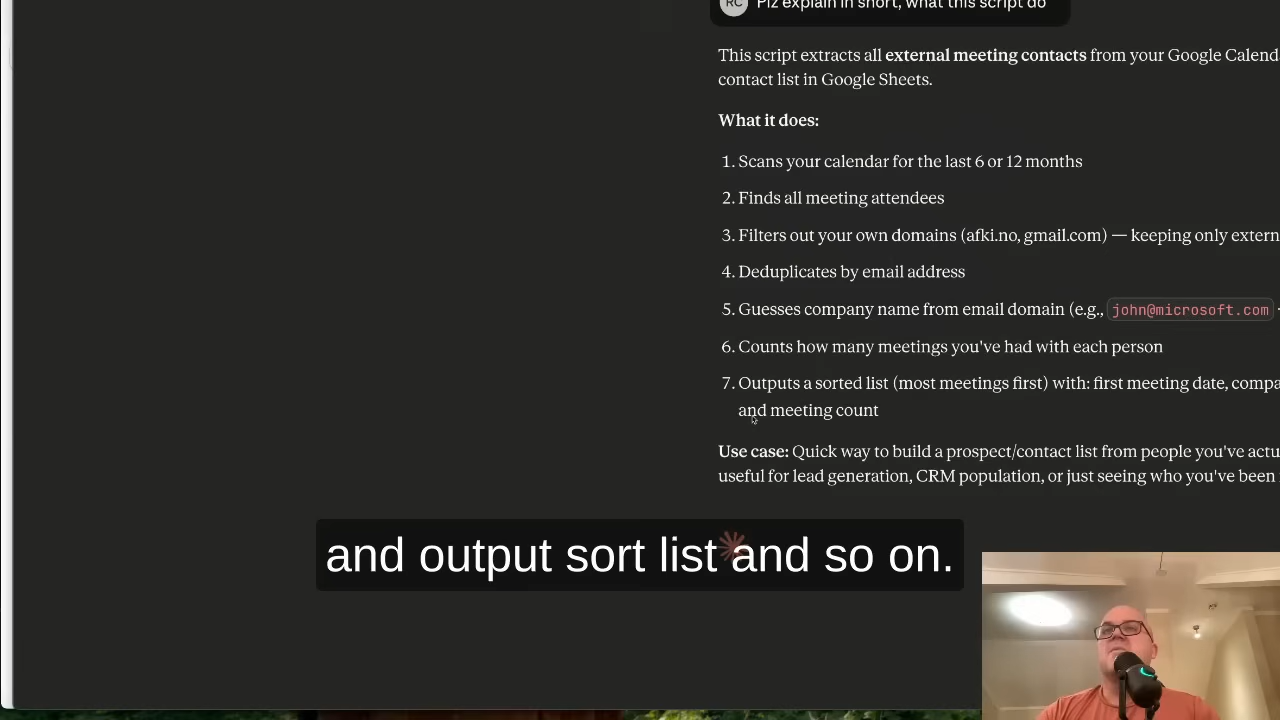 RC Plz explain in short, what this script do
This script extracts all external meeting contacts from your Google Calend
contact list in Google Sheets.
What it does:
1. Scans your calendar for the last 6 or 12 months
2. Finds all meeting attendees
3. Filters out your own domains (afki.no, gmail.com) — keeping only extern
4. Deduplicates by email address
5. Guesses company name from email domain (e.g., john@microsoft.com
6. Counts how many meetings you've had with each person
7. Outputs a sorted list (most meetings first) with: first meeting date, compa
and meeting count
Use case: Quick way to build a prospect/contact list from people you've actu
useful for lead generation, CRM population, or just seeing who you've been
and output sort list and so on.